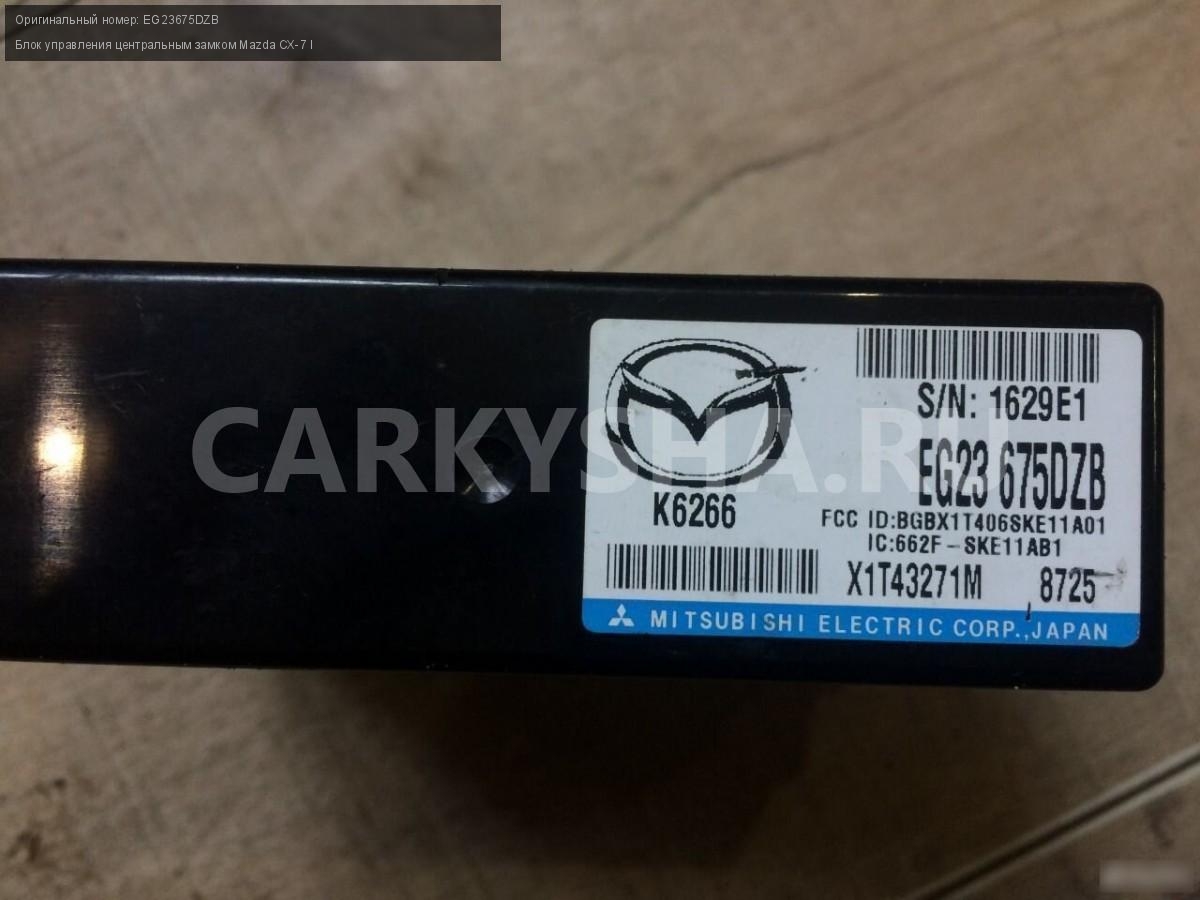 Оригинальный номер: EG23675DZB
Блок управления центральным замком Mazda CX-7 I
S/N: 1629E1
CARKYSHA.RU
EG23 675DZB
K6266
FCC ID:BGBX1T406SKE11A01
IC:662F-SKE11AB1
X1T43271M 8725
MITSUBISHI ELECTRIC CORP.,JAPAN